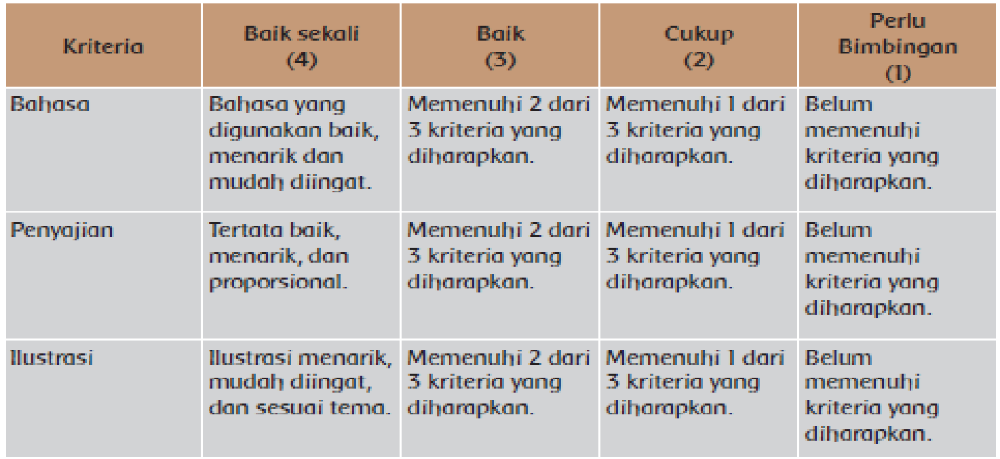 Kriteria
Baik sekali
(4)
Baik
(3)
Cukup
(2)
Perlu
Bimbingan
(1)
Bahasa
Bahasa yang
digunakan baik,
menarik dan
mudah diingat.
Memenuhi 2 dari
3 kriteria yang
diharapkan.
Memenuhi 1 dari
3 kriteria yang
diharapkan.
Belum
memenuhi
kriteria yang
diharapkan.
Penyajian
Tertata baik,
menarik, dan
proporsional.
Memenuhi 2 dari
3 kriteria yang
diharapkan.
Memenuhi 1 dari
3 kriteria yang
diharapkan.
Belum
memenuhi
kriteria yang
diharapkan.
Ilustrasi
Ilustrasi menarik,
mudah diingat,
dan sesuai tema.
Memenuhi 2 dari
3 kriteria yang
diharapkan.
Memenuhi 1 dari
3 kriteria yang
diharapkan.
Belum
memenuhi
kriteria yang
diharapkan.